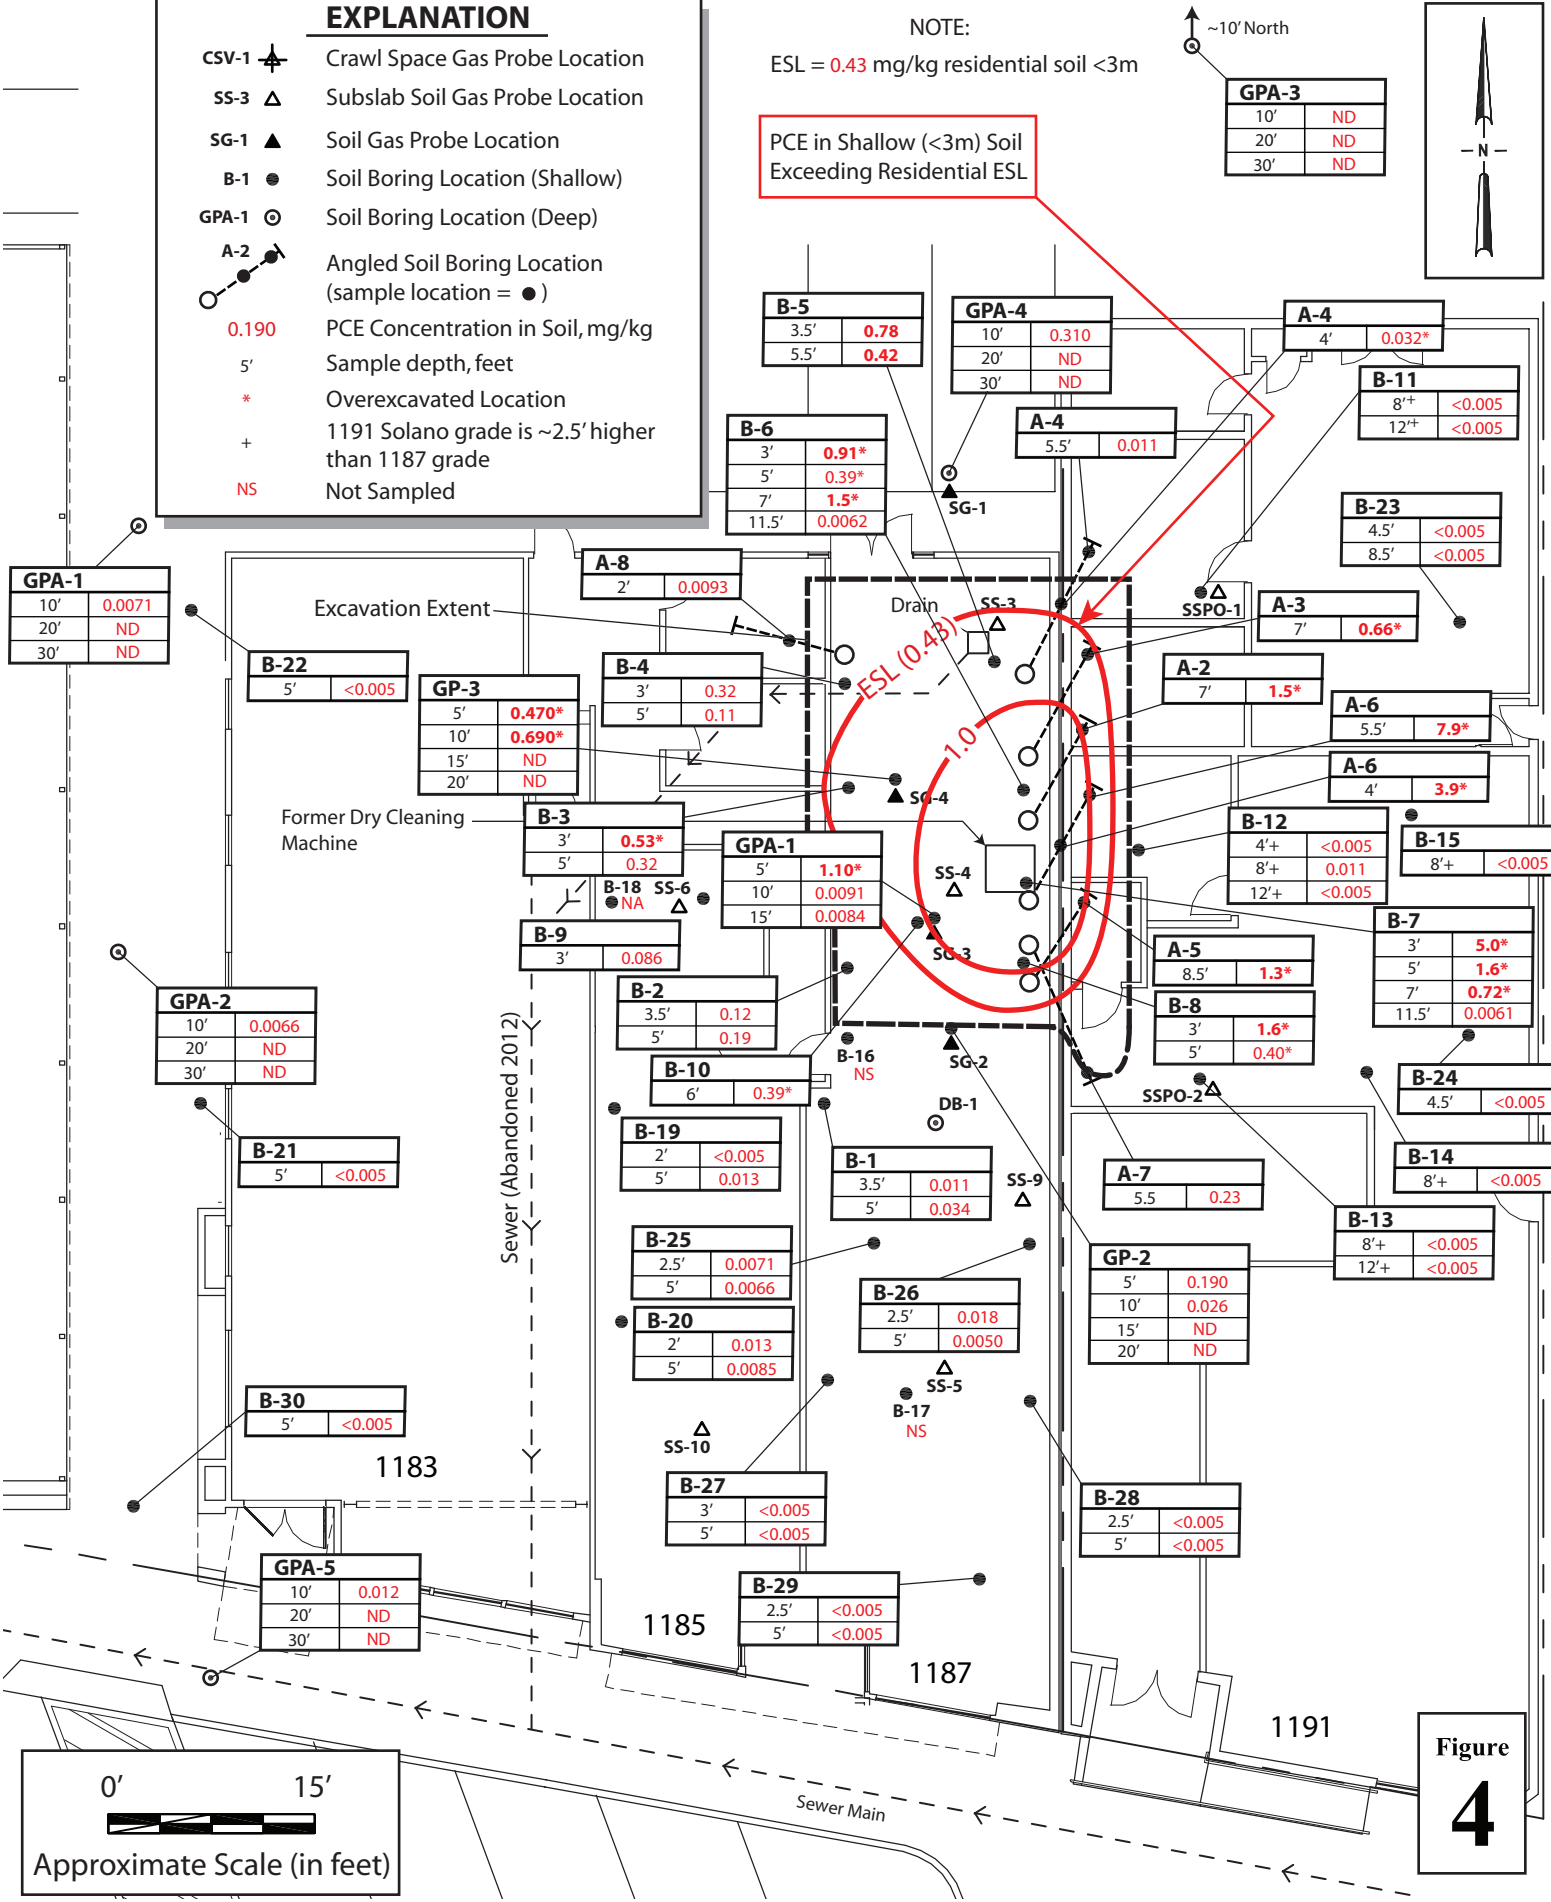 EXPLANATION
CSV-1 Crawl Space Gas Probe Location
SS-3 Subslab Soil Gas Probe Location
SG-1 Soil Gas Probe Location
B-1 Soil Boring Location (Shallow)
GPA-1 Soil Boring Location (Deep)
A-2 Angled Soil Boring Location
(sample location = )
0.190 PCE Concentration in Soil, mg/kg
5' Sample depth, feet
* Overexcavated Location
+ 1191 Solano grade is ~2.5' higher
than 1187 grade
NS Not Sampled
NOTE:
ESL = 0.43 mg/kg residential soil <3m
~10' North
GPA-3
10' ND
20' ND
30' ND
N
PCE in Shallow (<3m) Soil
Exceeding Residential ESL
B-5
3.5' 0.78
5.5' 0.42
GPA-4
10' 0.310
20' ND
30' ND
A-4
4' 0.032*
B-11
8'+ <0.005
12'+ <0.005
A-4
5.5' 0.011
B-6
3' 0.91*
5' 0.39*
7' 1.5*
11.5' 0.0062
SG-1
B-23
4.5' <0.005
8.5' <0.005
GPA-1
10' 0.0071
20' ND
30' ND
A-8
2' 0.0093
Excavation Extent
Drain
SS-3
SSPO-1
A-3
7' 0.66*
B-22
5' <0.005
B-4
3' 0.32
5' 0.11
ESL (0.43)
A-2
7' 1.5*
GP-3
5' 0.470*
10' 0.690*
15' ND
20' ND
1.0
A-6
5.5' 7.9*
A-6
4' 3.9*
SG-4
Former Dry Cleaning
Machine
B-3
3' 0.53*
5' 0.32
GPA-1
5' 1.10*
10' 0.0091
15' 0.0084
B-12
4'+ <0.005
8'+ 0.011
12'+ <0.005
B-15
8'+ <0.005
SS-4
B-18
NA
SS-6
B-9
3' 0.086
SG-3
B-7
3' 5.0*
5' 1.6*
7' 0.72*
11.5' 0.0061
A-5
8.5' 1.3*
GPA-2
10' 0.0066
20' ND
30' ND
B-2
3.5' 0.12
5' 0.19
B-8
3' 1.6*
5' 0.40*
Sewer (Abandoned 2012)
B-16
NS
SG-2
B-10
6' 0.39*
SSPO-2
B-24
4.5' <0.005
DB-1
B-19
2' <0.005
5' 0.013
B-21
5' <0.005
B-1
3.5' 0.011
5' 0.034
SS-9
A-7
5.5 0.23
B-14
8'+ <0.005
B-13
8'+ <0.005
12'+ <0.005
B-25
2.5' 0.0071
5' 0.0066
GP-2
5' 0.190
10' 0.026
15' ND
20' ND
B-26
2.5' 0.018
5' 0.0050
B-20
2' 0.013
5' 0.0085
SS-5
B-17
NS
B-30
5' <0.005
SS-10
1183
B-27
3' <0.005
5' <0.005
B-28
2.5' <0.005
5' <0.005
GPA-5
10' 0.012
20' ND
30' ND
B-29
2.5' <0.005
5' <0.005
1185
1187
1191
Sewer Main
0' 15'
Approximate Scale (in feet)
Figure
4